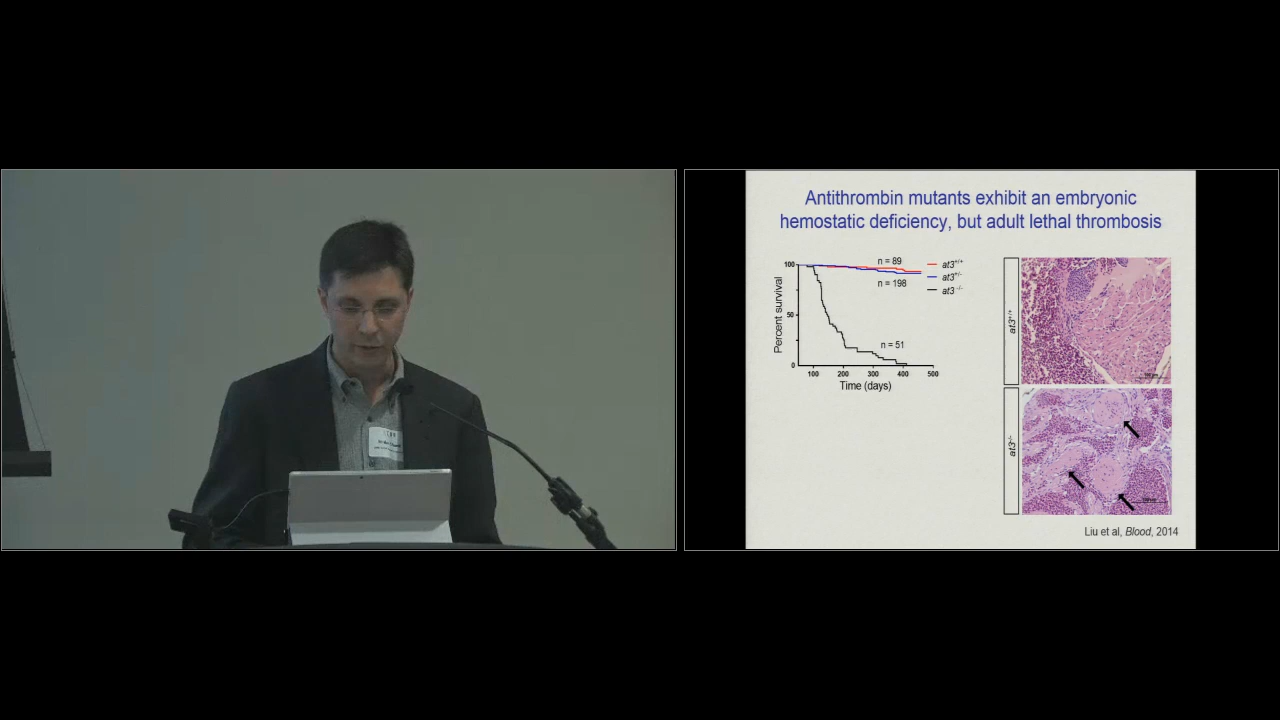 Antithrombin mutants exhibit an embryonic
hemostatic deficiency, but adult lethal thrombosis
Percent survival
100
50
0
n = 89
n = 198
n = 51
at3+/+
at3+/-
at3-/-
100 200 300 400 500
Time (days)
at3+/+
at3-/-
Liu et al, Blood, 2014